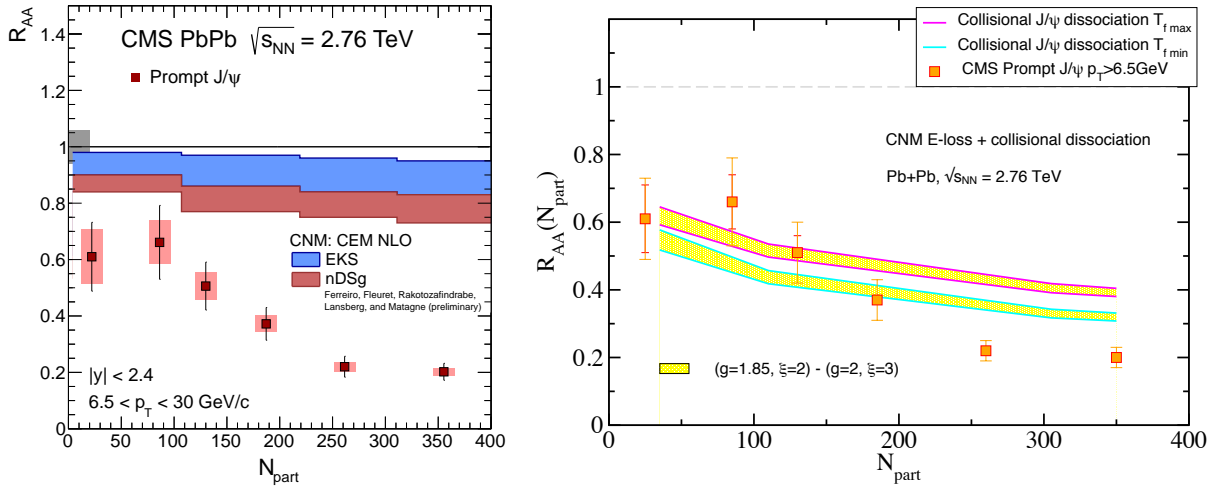 R_AA
1.4
1.2
1
0.8
0.6
0.4
0.2
0
CMS PbPb √s_NN = 2.76 TeV
Prompt J/ψ
CNM: CEM NLO
EKS
nDSg
Ferreiro, Fleuret, Rakotozafindrabe,
Lansberg, and Matagne (preliminary)
|y| < 2.4
6.5 < p_T < 30 GeV/c
0 50 100 150 200 250 300 350 400
N_part
Collisional J/ψ dissociation T_f max
Collisional J/ψ dissociation T_f min
CMS Prompt J/ψ p_T>6.5GeV
R_AA(N_part)
1
0.8
0.6
0.4
0.2
0
CNM E-loss + collisional dissociation
Pb+Pb, √s_NN = 2.76 TeV
(g=1.85, ξ=2) - (g=2, ξ=3)
0 100 200 300 400
N_part